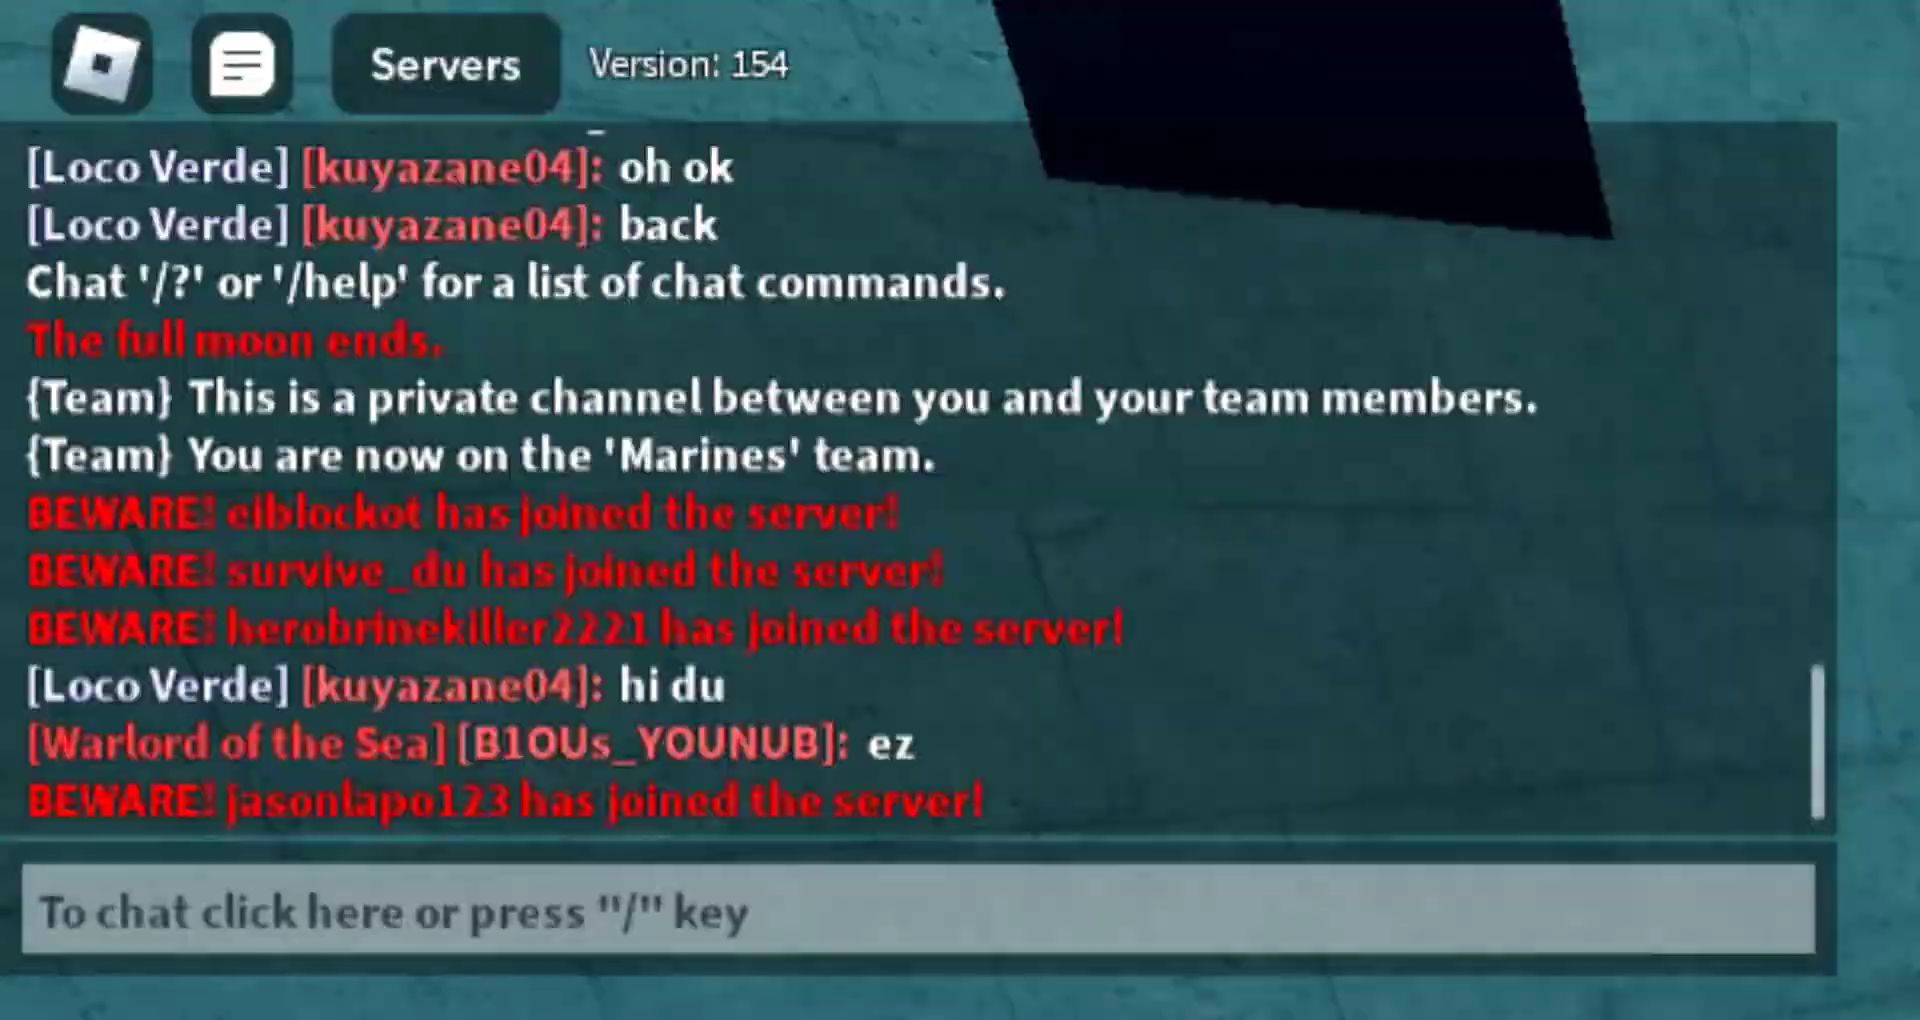 Servers Version: 154
[Loco Verde] [kuyazane04]: oh ok
[Loco Verde] [kuyazane04]: back
Chat '/?' or '/help' for a list of chat commands.
The full moon ends.
{Team} This is a private channel between you and your team members.
{Team} You are now on the 'Marines' team.
BEWARE! eiblockot has joined the server!
BEWARE! survive_du has joined the server!
BEWARE! herobrinekiller2221 has joined the server!
[Loco Verde] [kuyazane04]: hi du
[Warlord of the Sea] [B1OUs_YOUNUB]: ez
BEWARE! jasonlapo123 has joined the server!
To chat click here or press "/" key